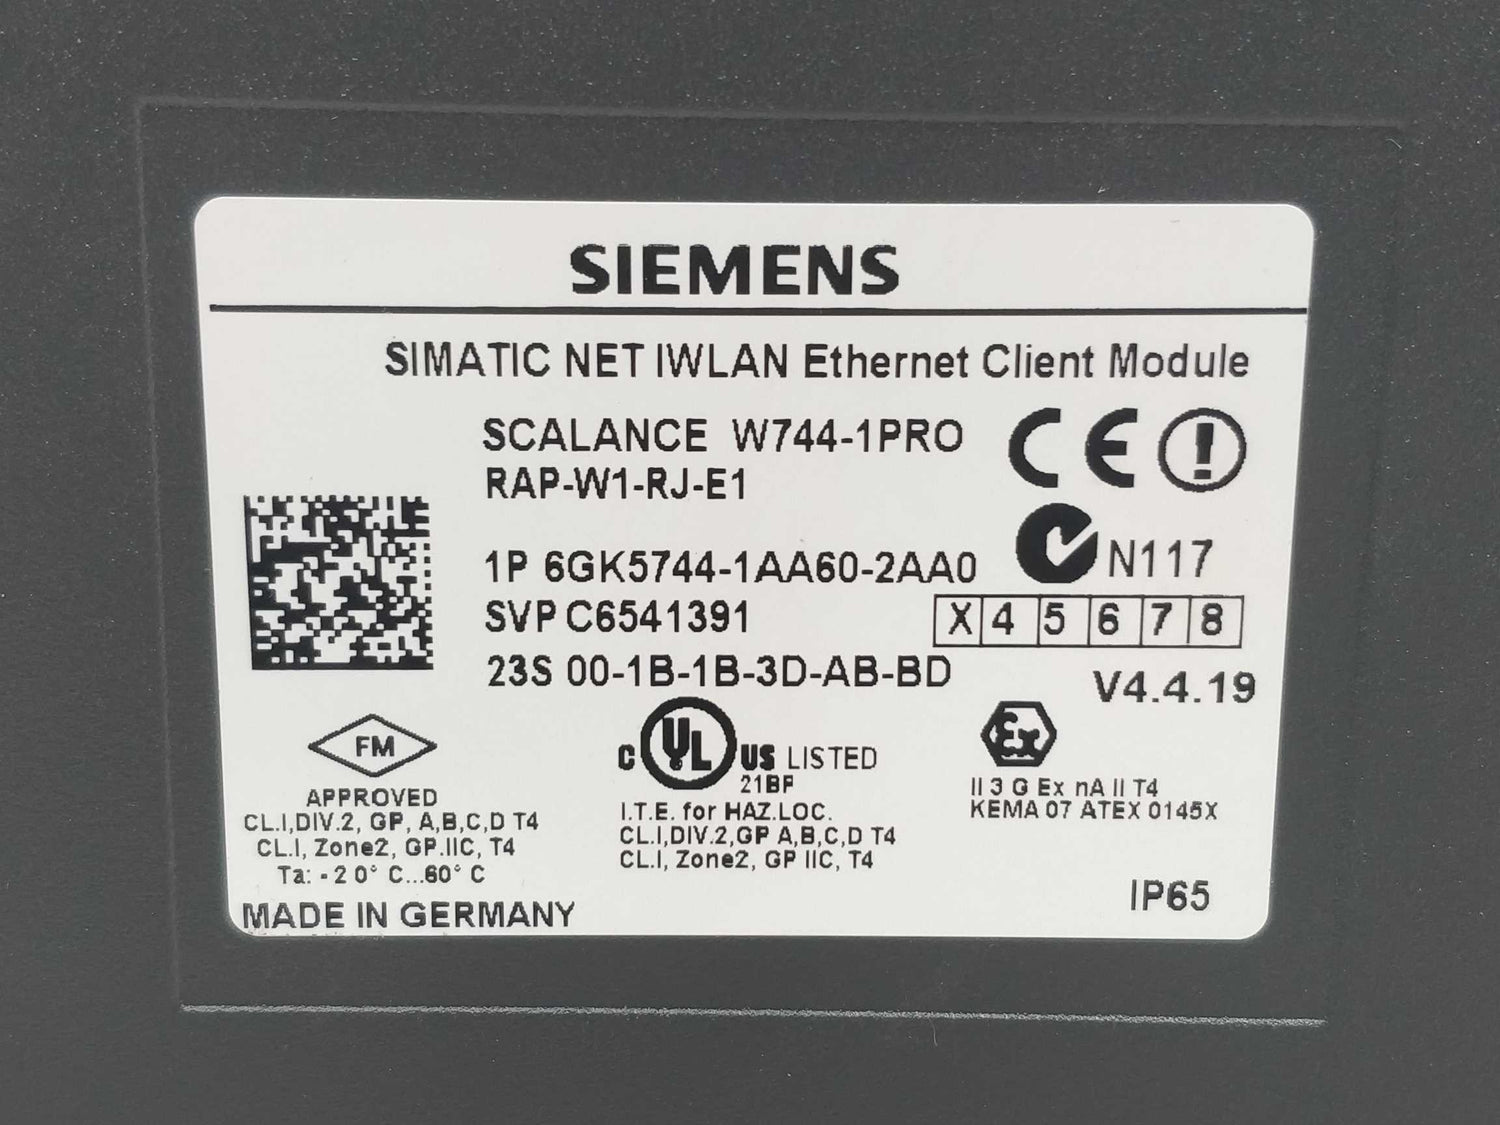 SIEMENS
SIMATIC NET IWLAN Ethernet Client Module
SCALANCE W744-1PRO
RAP-W1-RJ-E1
CE
1P 6GK5744-1AA60-2AA0
N117
SVP C6541391
X 4 5 6 7 8
23S 00-1B-1B-3D-AB-BD
V4.4.19
FM
APPROVED
CL.I,DIV.2, GP, A,B,C,D T4
CL.I, Zone2, GP.IIC, T4
Ta: -20° C...60° C
MADE IN GERMANY
C UL US LISTED
21BP
I.T.E. for HAZ.LOC.
CL.I,DIV.2,GP A,B,C,D T4
CL.I, Zone2, GP IIC, T4
Ex
II 3 G Ex nA II T4
KEMA 07 ATEX 0145X
IP65